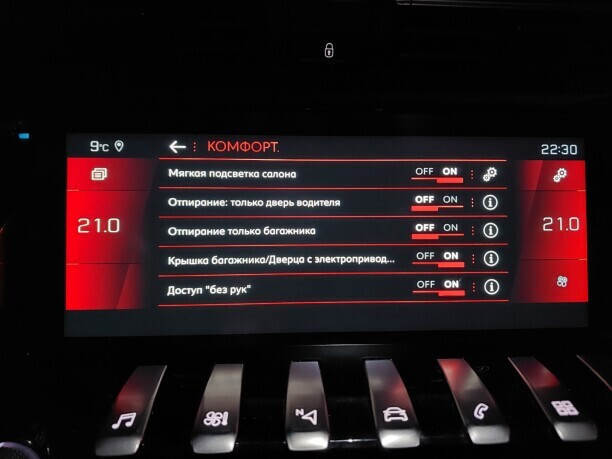 9°C
КОМФОРТ.
22:30
Мягкая подсветка салона OFF ON
21.0
Отпирание: только дверь водителя OFF ON
21.0
Отпирание только багажника OFF ON
Крышка багажника/Дверца с электропривод... OFF ON
Доступ "без рук" OFF ON
N